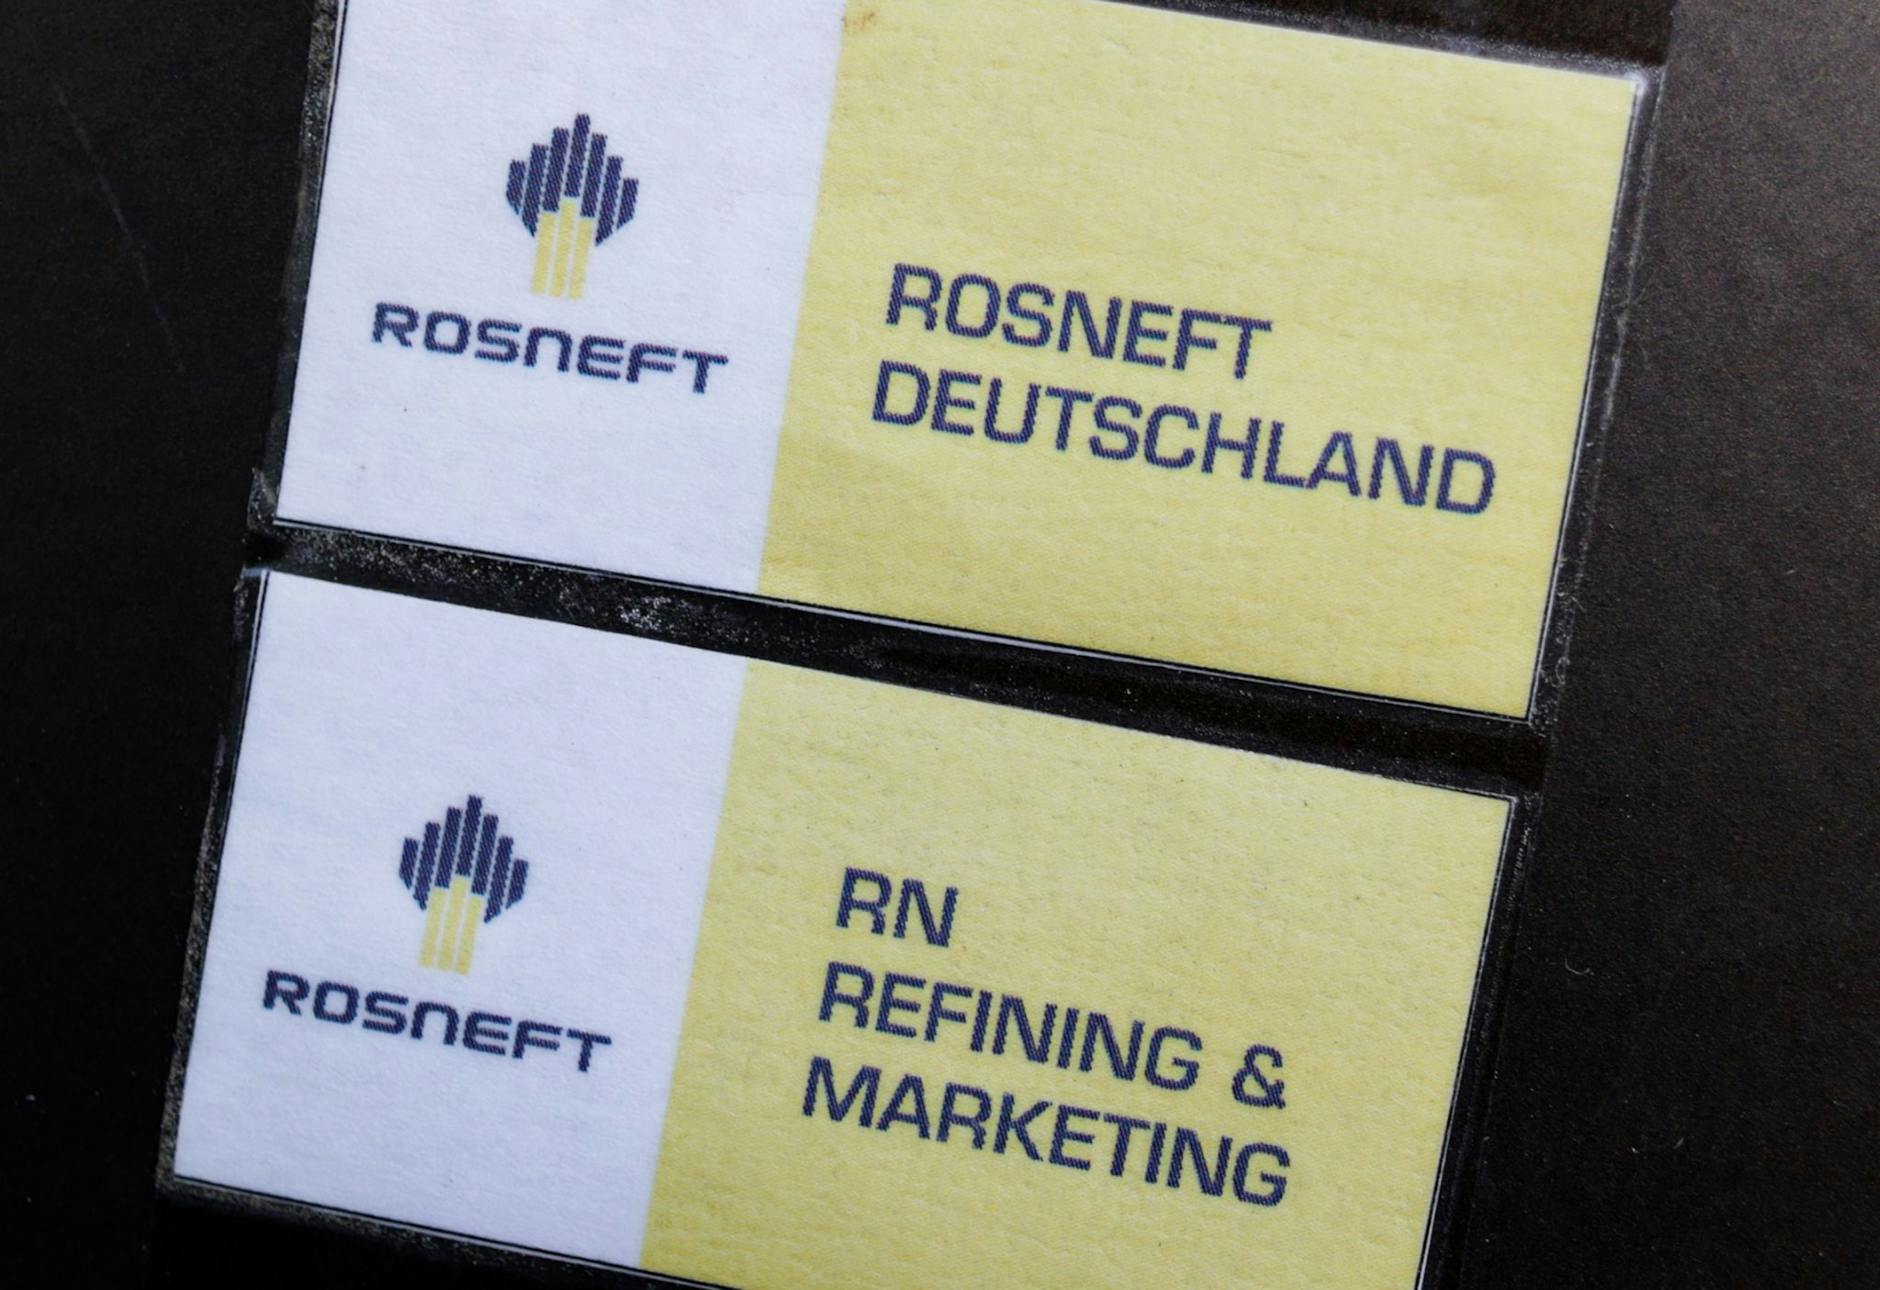 ROSNEFT
ROSNEFT
DEUTSCHLAND
ROSNEFT
RN
REFINING &
MARKETING